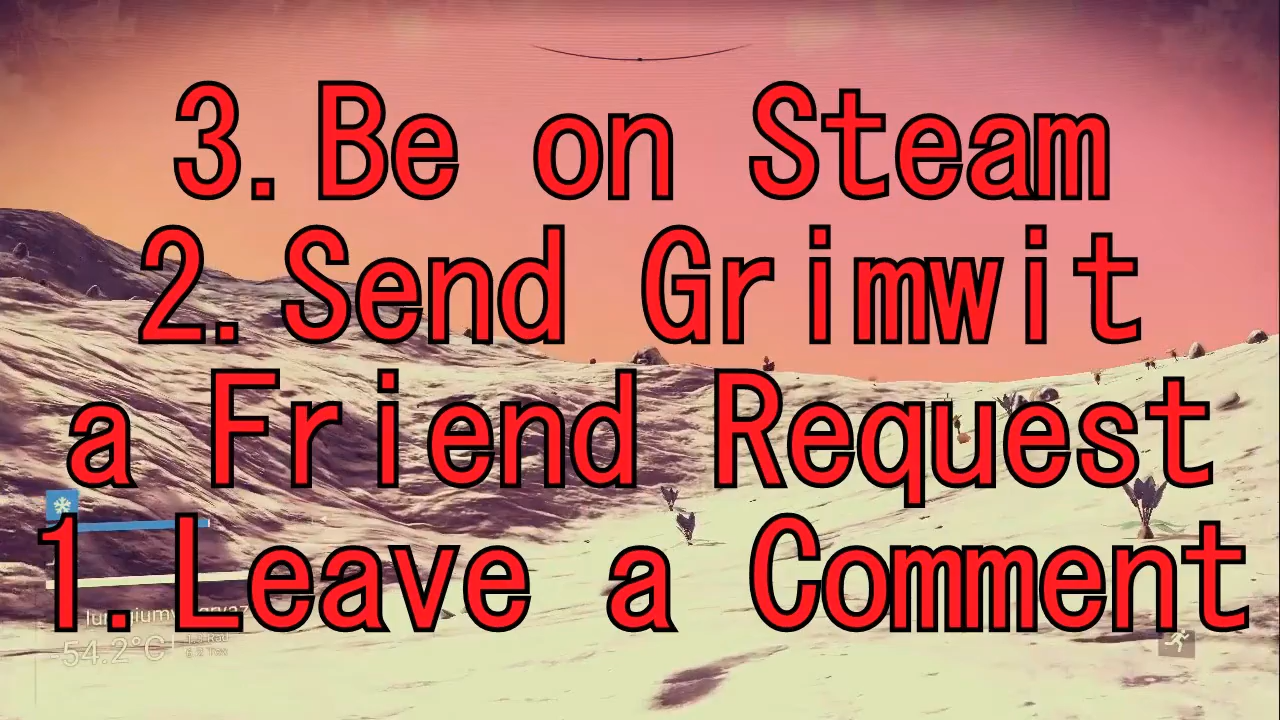 3.Be on Steam
2.Send Grimwit
a Friend Request
1.Leave a Comment
-54.2°C